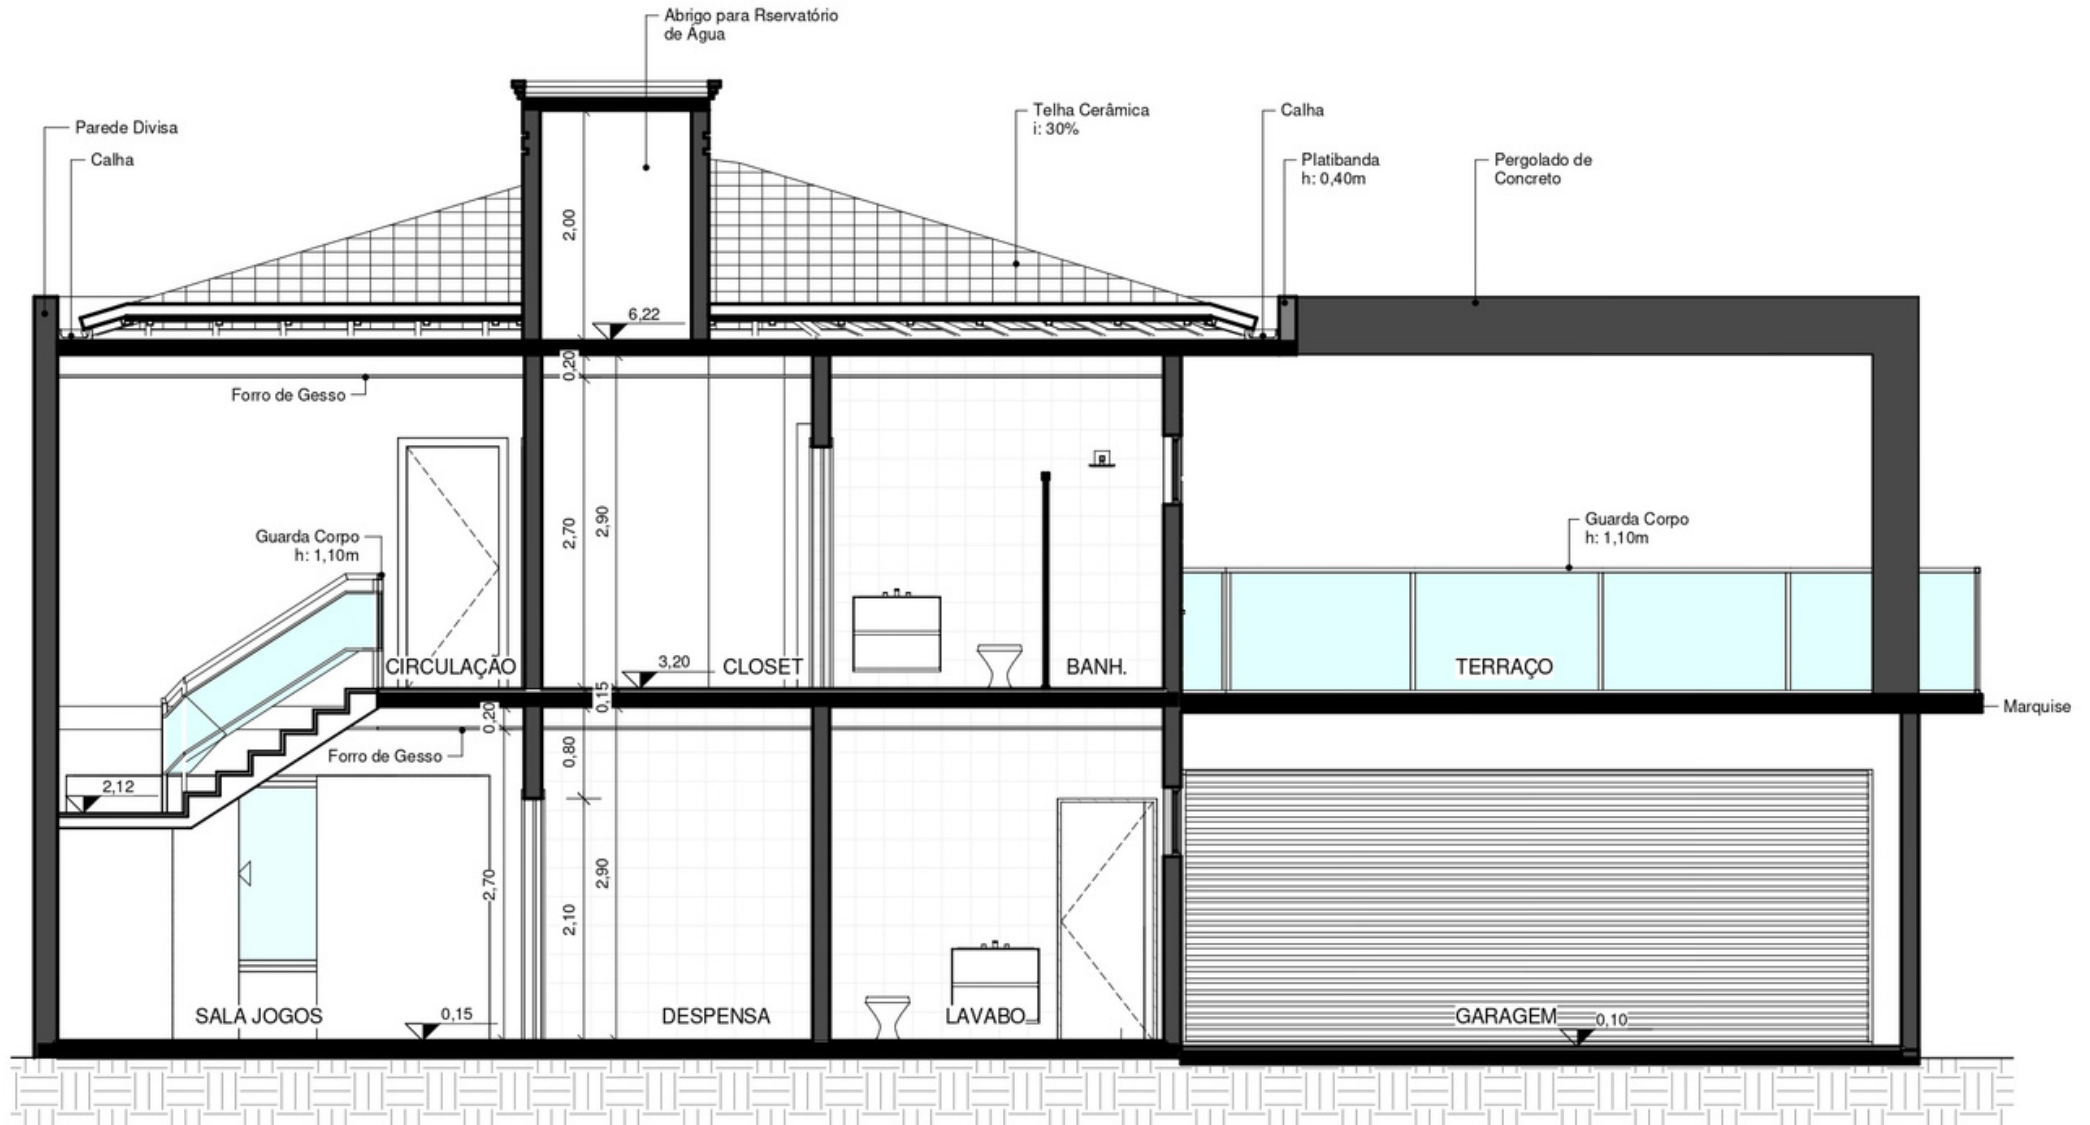 Abrigo para Rservatório
de Água
Parede Divisa
Calha
Telha Cerâmica
i: 30%
Calha
Platibanda
h: 0,40m
Pergolado de
Concreto
2,00
6,22
0,20
Forro de Gesso
2,70
2,90
Guarda Corpo
h: 1,10m
Guarda Corpo
h: 1,10m
CIRCULAÇÃO
3,20
CLOSET
BANH.
TERRAÇO
0,15
0,20
Marquise
Forro de Gesso
0,80
2,12
2,70
2,90
2,10
SALA JOGOS
0,15
DESPENSA
LAVABO
GARAGEM
0,10